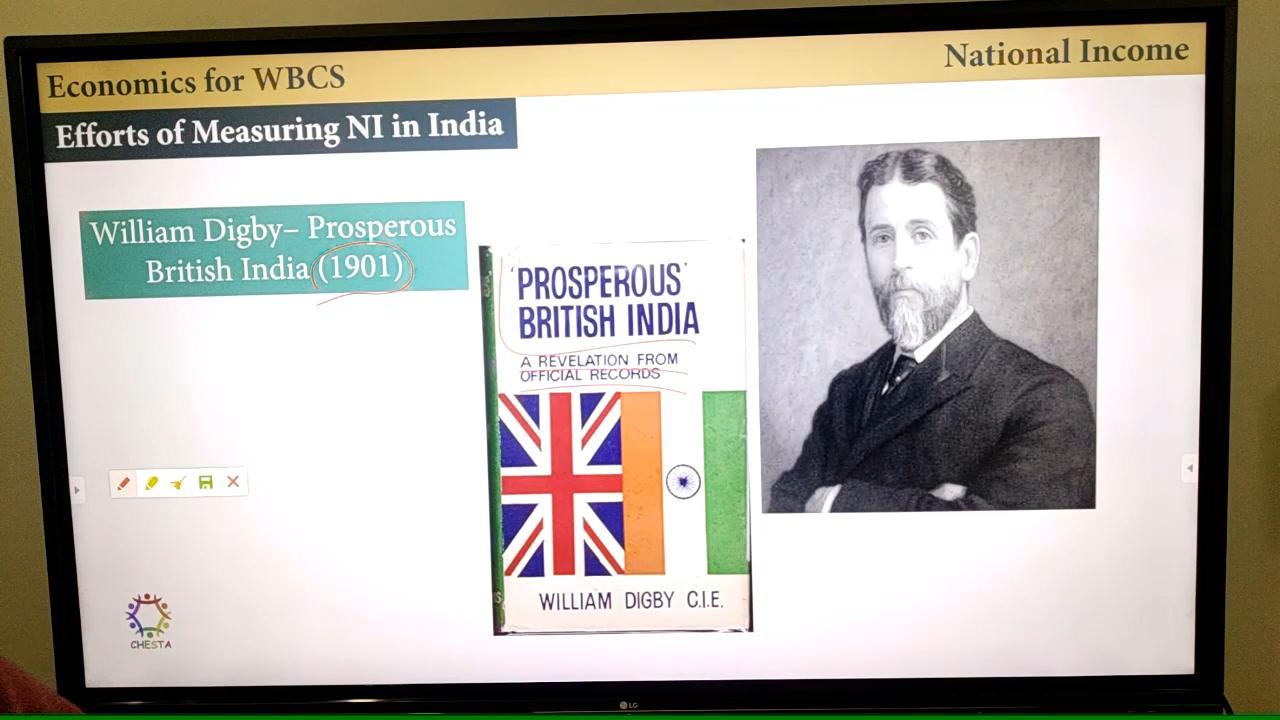 Economics for WBCS
National Income
Efforts of Measuring NI in India
William Digby– Prosperous
British India (1901)
'PROSPEROUS'
BRITISH INDIA
A REVELATION FROM
OFFICIAL RECORDS
WILLIAM DIGBY C.I.E.
CHESTA
LG